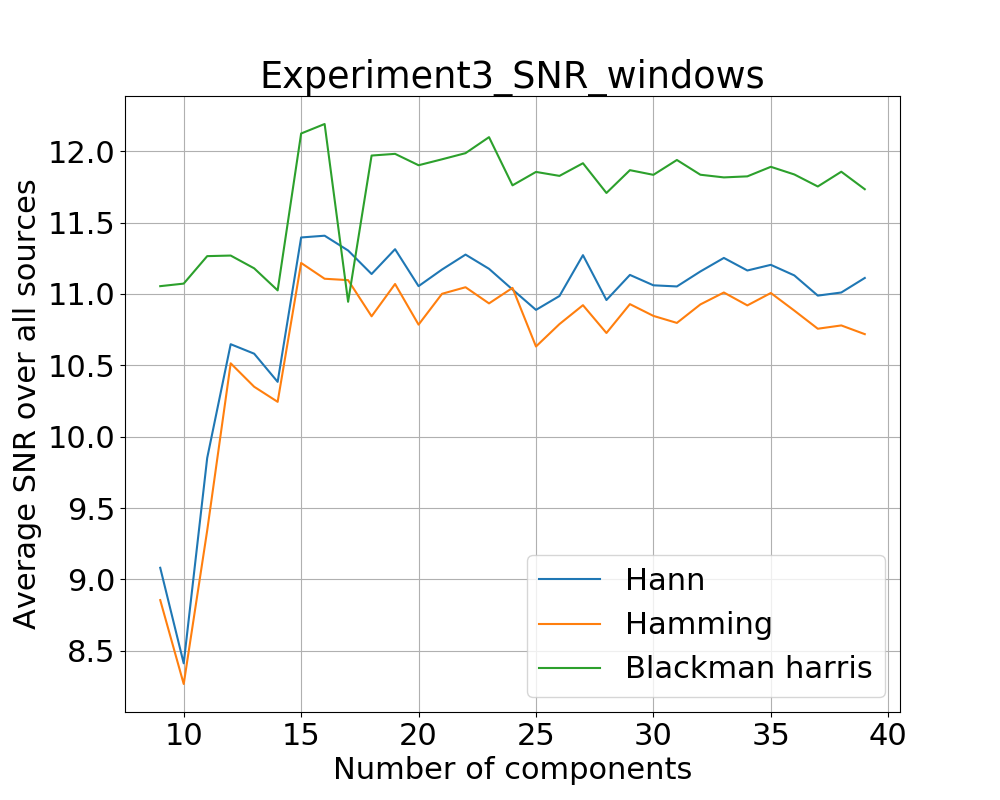 Experiment3_SNR_windows
Average SNR over all sources
12.0
11.5
11.0
10.5
10.0
9.5
9.0
8.5
Hann
Hamming
Blackman harris
10 15 20 25 30 35 40
Number of components